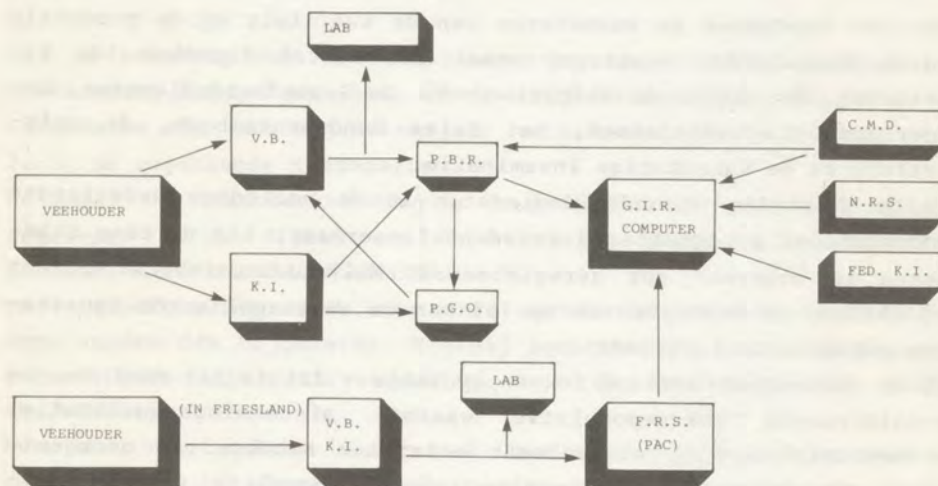 LAB
V.B.
P.B.R.
C.M.D.
VEEHOUDER
G.I.R.
COMPUTER
N.R.S.
K.I.
P.G.O.
FED. K.I.
LAB
VEEHOUDER
(IN FRIESLAND)
V.B.
K.I.
F.R.S.
(PAC)